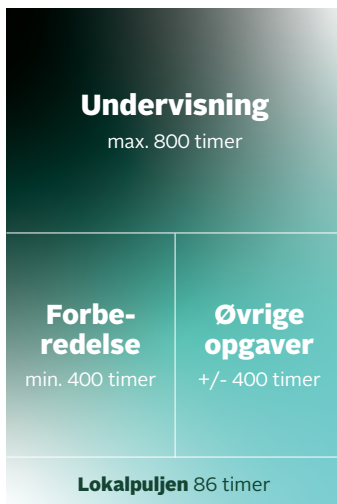 Undervisning
max. 800 timer
Forbe-
redelse
min. 400 timer
Øvrige
opgaver
+/- 400 timer
Lokalpuljen 86 timer